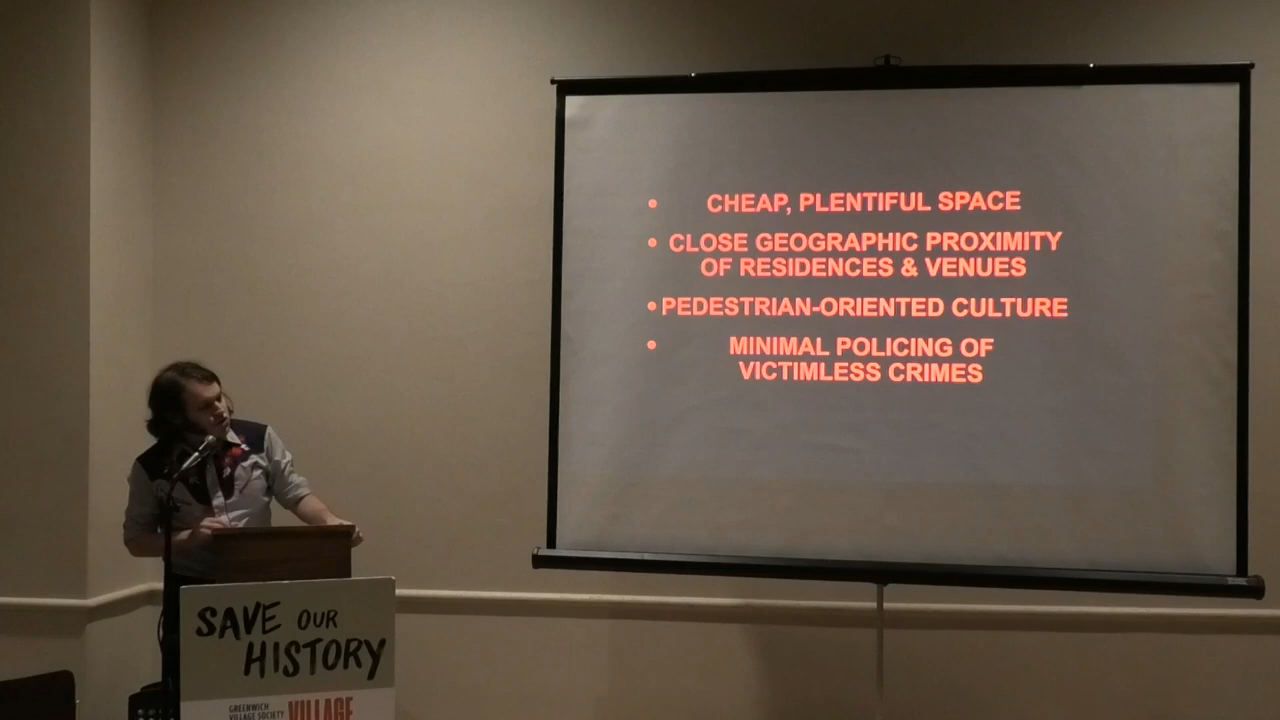 • CHEAP, PLENTIFUL SPACE
• CLOSE GEOGRAPHIC PROXIMITY
OF RESIDENCES & VENUES
• PEDESTRIAN-ORIENTED CULTURE
• MINIMAL POLICING OF
VICTIMLESS CRIMES
SAVE OUR
HISTORY
GREENWICH
VILLAGE SOCIETY
VILLAGE